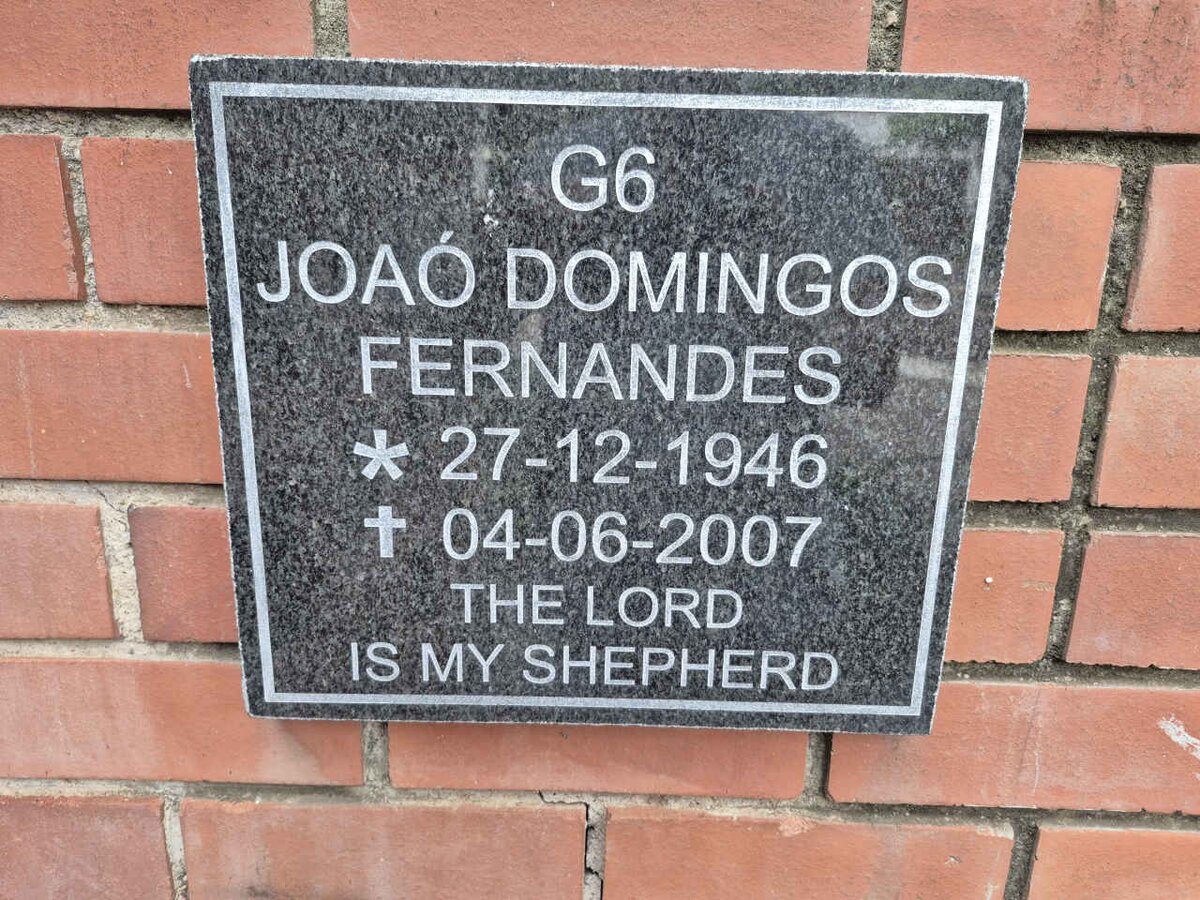 G6
JOAÓ DOMINGOS
FERNANDES
* 27-12-1946
✝ 04-06-2007
THE LORD
IS MY SHEPHERD